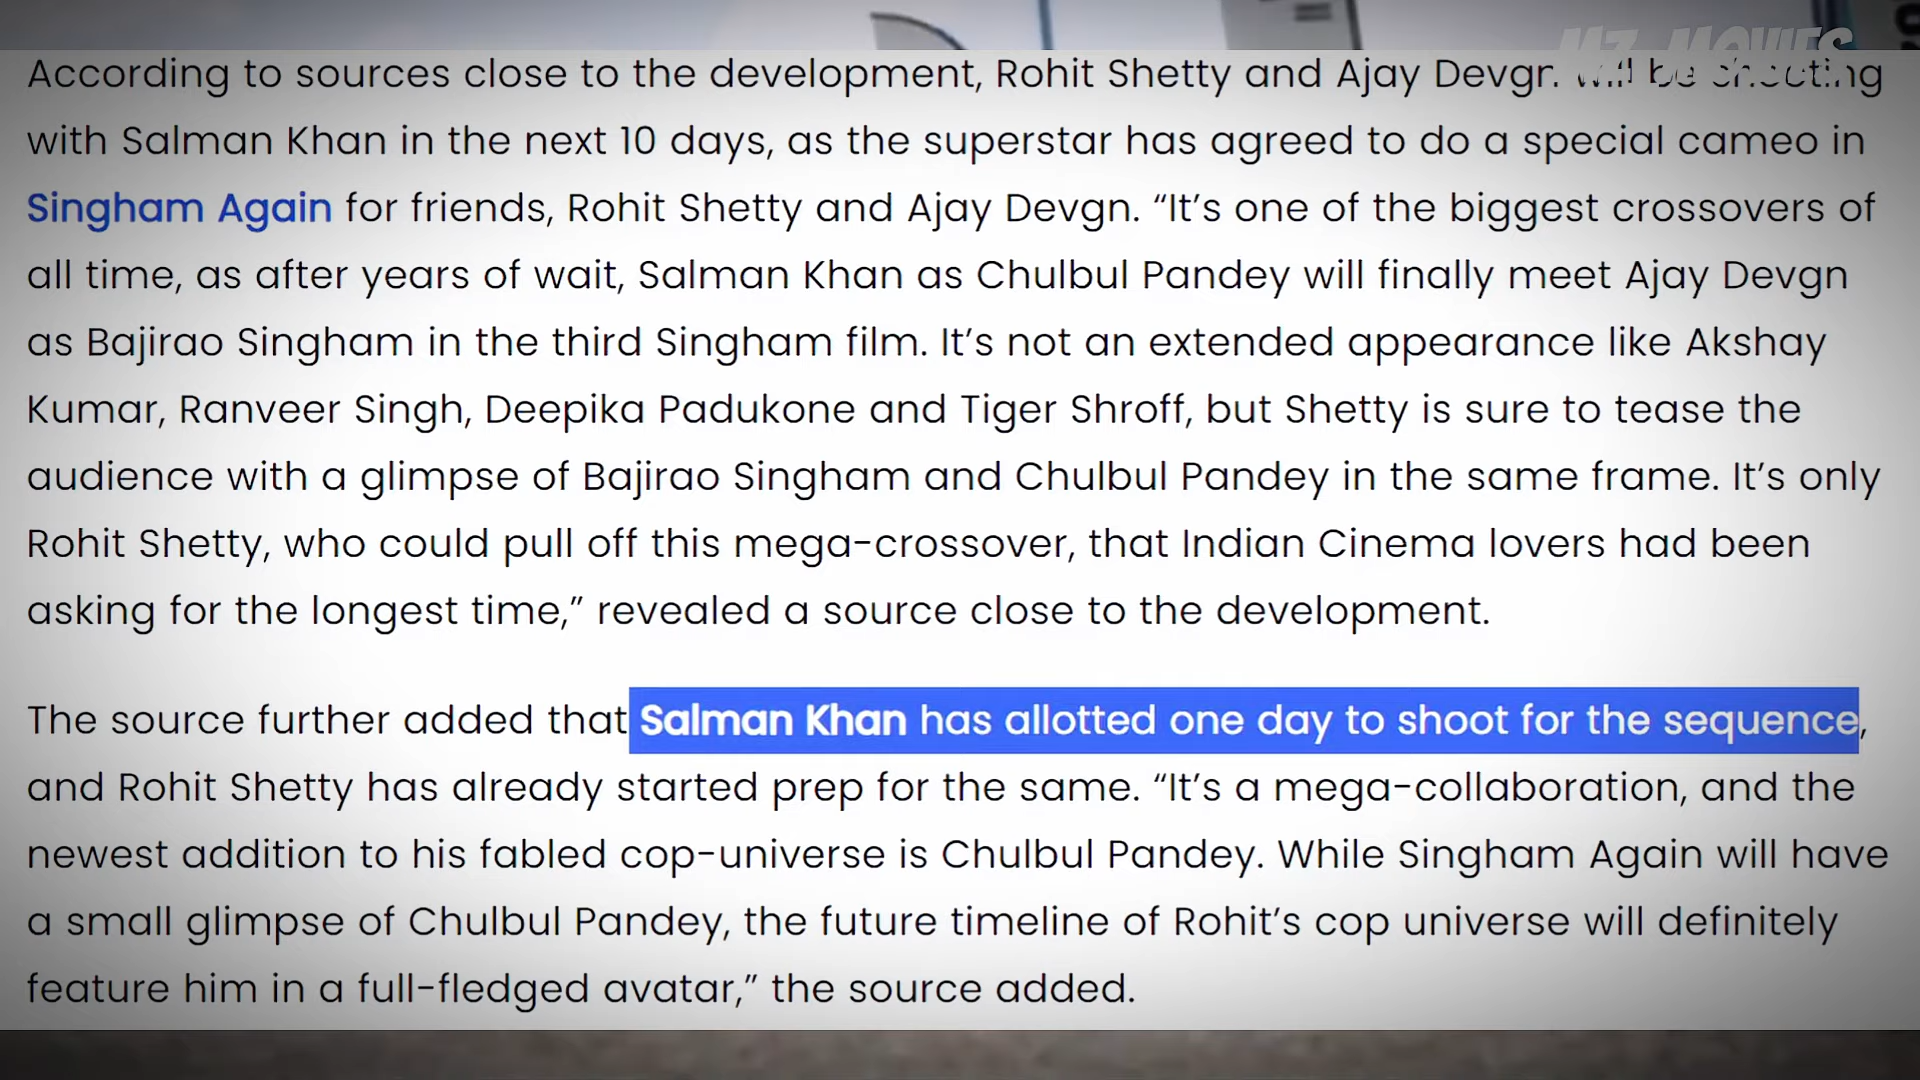 MZ MOVIES
According to sources close to the development, Rohit Shetty and Ajay Devgn will be shooting
with Salman Khan in the next 10 days, as the superstar has agreed to do a special cameo in
Singham Again for friends, Rohit Shetty and Ajay Devgn. “It’s one of the biggest crossovers of
all time, as after years of wait, Salman Khan as Chulbul Pandey will finally meet Ajay Devgn
as Bajirao Singham in the third Singham film. It’s not an extended appearance like Akshay
Kumar, Ranveer Singh, Deepika Padukone and Tiger Shroff, but Shetty is sure to tease the
audience with a glimpse of Bajirao Singham and Chulbul Pandey in the same frame. It’s only
Rohit Shetty, who could pull off this mega-crossover, that Indian Cinema lovers had been
asking for the longest time,” revealed a source close to the development.
The source further added that Salman Khan has allotted one day to shoot for the sequence,
and Rohit Shetty has already started prep for the same. “It’s a mega-collaboration, and the
newest addition to his fabled cop-universe is Chulbul Pandey. While Singham Again will have
a small glimpse of Chulbul Pandey, the future timeline of Rohit’s cop universe will definitely
feature him in a full-fledged avatar,” the source added.